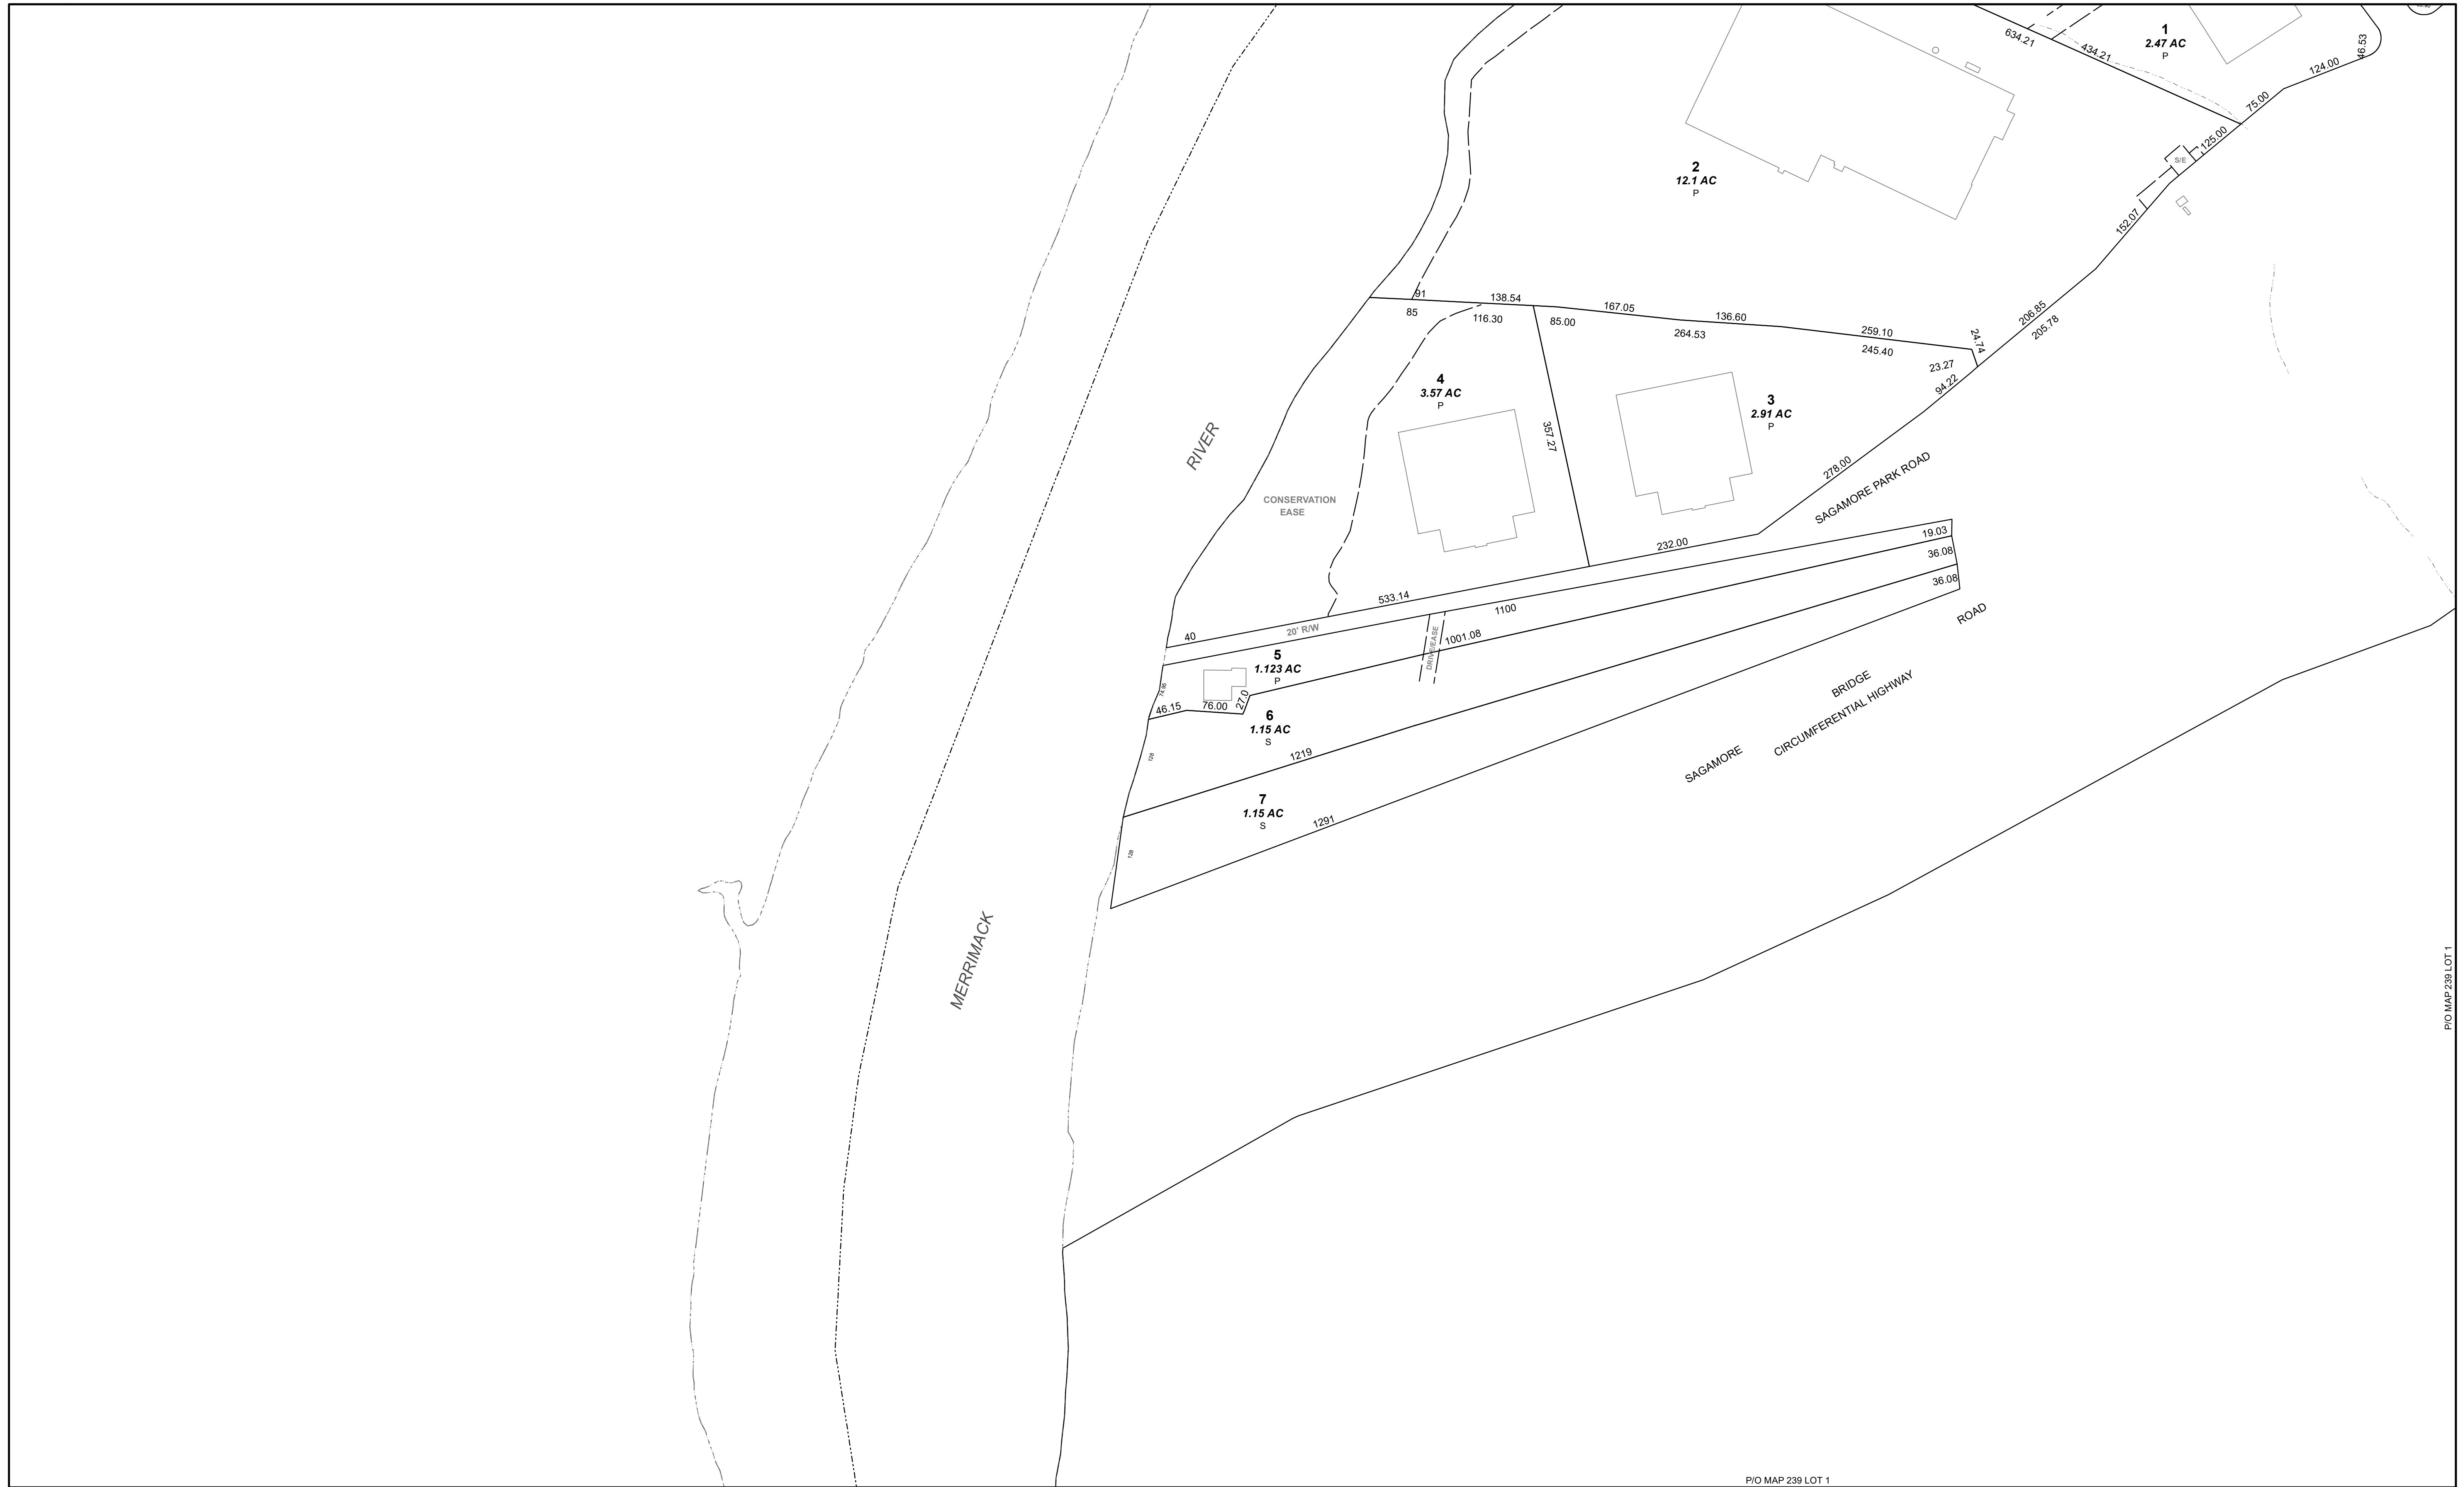 634.21
434.21
1
2.47 AC
P
46.53
124.00
75.00
125.00
S/E
152.07
2
12.1 AC
P
91
138.54
167.05
136.60
259.10
24.74
206.85
205.78
85
116.30
85.00
264.53
245.40
23.27
94.22
4
3.57 AC
P
3
2.91 AC
P
357.27
278.00
RIVER
CONSERVATION
EASE
SAGAMORE PARK ROAD
232.00
533.14
19.03
36.08
36.08
40
20' R/W
1100
DRIVE/EASE
1001.08
ROAD
5
1.123 AC
P
74.95
46.15
76.00
27.0
6
1.15 AC
S
128
1219
BRIDGE
CIRCUMFERENTIAL HIGHWAY
SAGAMORE
7
1.15 AC
S
128
1291
MERRIMACK
P/O MAP 239 LOT 1
P/O MAP 239 LOT 1